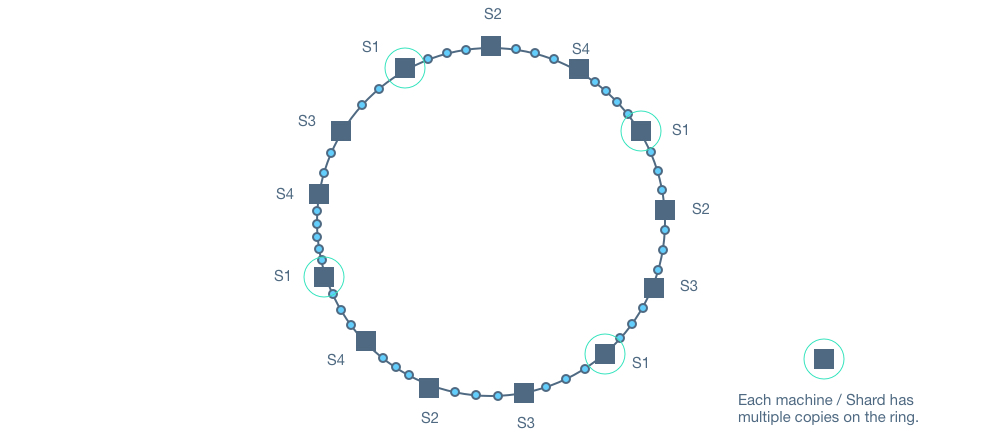 S2
S1
S4
S3
S1
S4
S2
S1
S3
S4
S1
S2
S3
Each machine / Shard has
multiple copies on the ring.